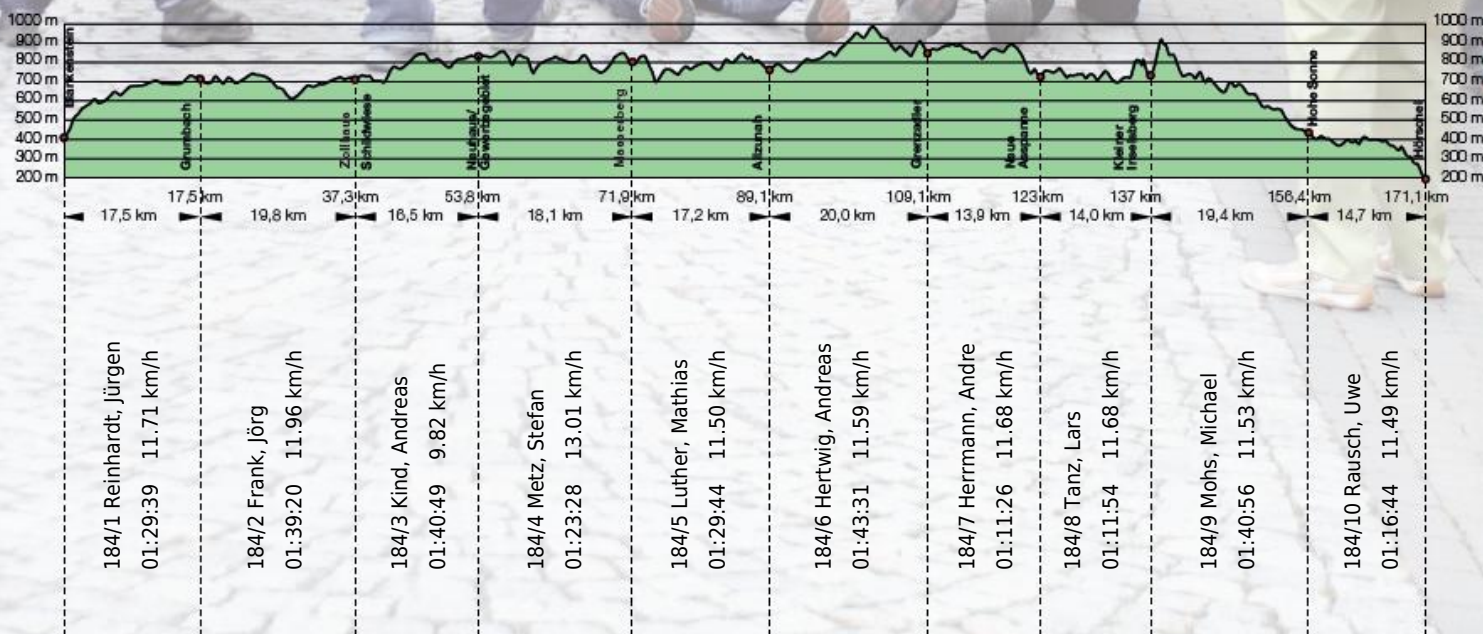 1000 m
900 m
800 m
700 m
600 m
500 m
400 m
300 m
200 m
1000 m
900 m
800 m
700 m
600 m
500 m
400 m
300 m
200 m
Blankenstein
Grumbach
Zollhaus
Schildwiese
Neuhaus/
Gewerbegebiet
Masserberg
Allzunah
Grenzadler
Neue
Ausspanne
Kleiner
Inselsberg
Hohe Sonne
Hörschel
17,5 km
37,3 km
53,8 km
71,9 km
89,1 km
109,1 km
123 km
137 km
156,4 km
171,1 km
17,5 km
19,8 km
16,5 km
18,1 km
17,2 km
20,0 km
13,9 km
14,0 km
19,4 km
14,7 km
184/1 Reinhardt, Jürgen
01:29:39 11.71 km/h
184/2 Frank, Jörg
01:39:20 11.96 km/h
184/3 Kind, Andreas
01:40:49 9.82 km/h
184/4 Metz, Stefan
01:23:28 13.01 km/h
184/5 Luther, Mathias
01:29:44 11.50 km/h
184/6 Hertwig, Andreas
01:43:31 11.59 km/h
184/7 Herrmann, Andre
01:11:26 11.68 km/h
184/8 Tanz, Lars
01:11:54 11.68 km/h
184/9 Mohs, Michael
01:40:56 11.53 km/h
184/10 Rausch, Uwe
01:16:44 11.49 km/h